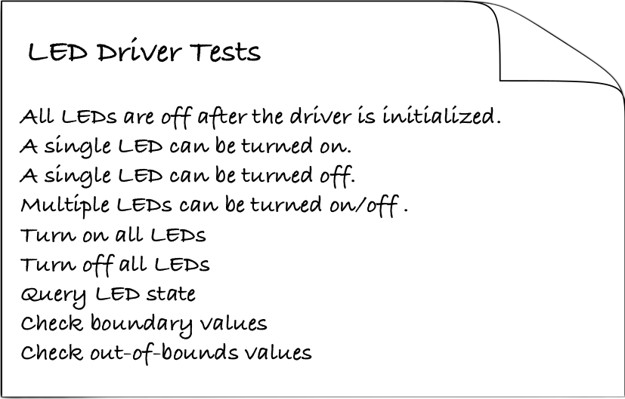 LED Driver Tests
All LEDs are off after the driver is initialized.
A single LED can be turned on.
A single LED can be turned off.
Multiple LEDs can be turned on/off .
Turn on all LEDs
Turn off all LEDs
Query LED state
Check boundary values
Check out-of-bounds values